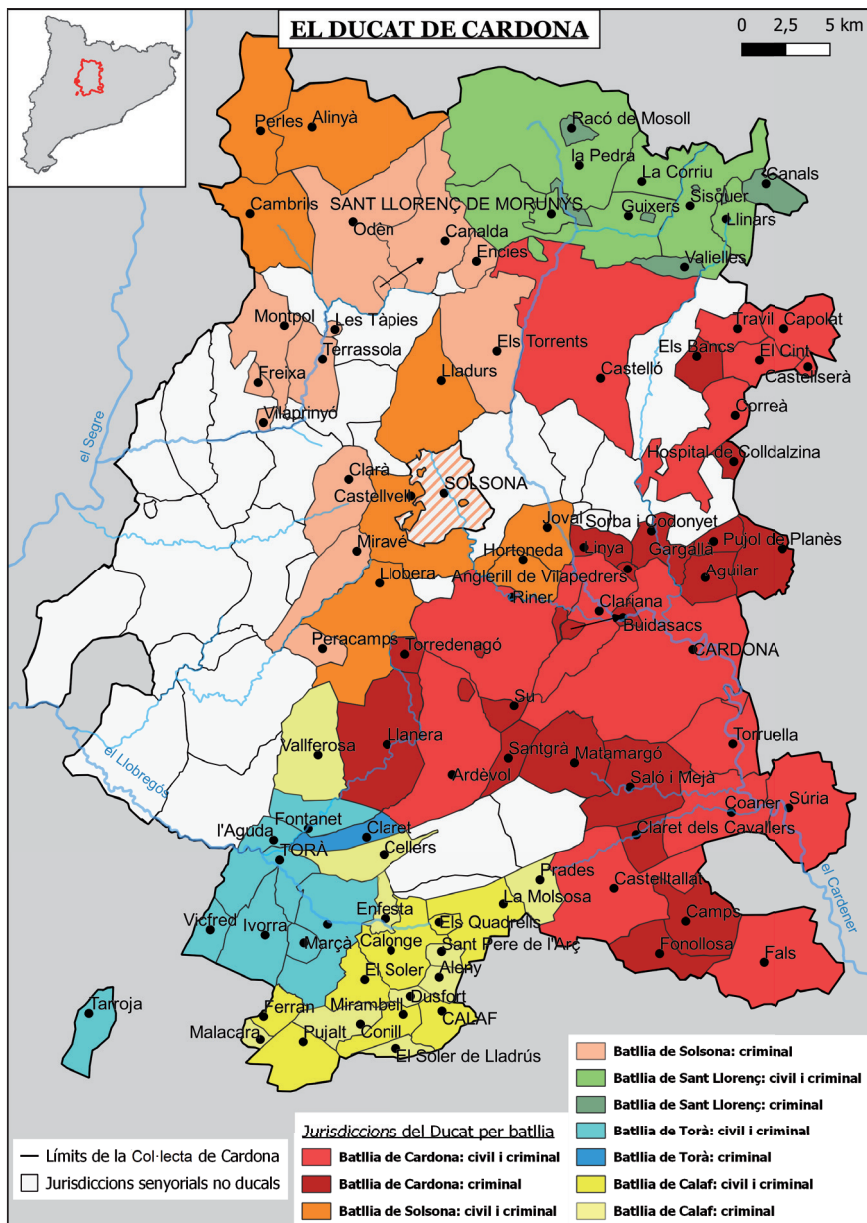 EL DUCAT DE CARDONA
0 2,5 5 km
Perles
Alinyà
Racó de Mosoll
la Pedra
La Corriu
Canals
Cambrils
SANT LLORENÇ DE MORUNYS
Odèn
Guixers
Sisquer
Llinars
Canalda
Encies
Valielles
Montpol
Les Tàpies
Terrassola
Els Torrents
Travil
Capolat
Els Bancs
El Cint
Castellserà
Freixa
Lladurs
Castelló
Vilaprinyó
Correà
el Segre
Hospital de Colldalzina
Clarà
Castellvell
SOLSONA
Joval
Sorba i Codonyet
Miravé
Hortoneda
Linya
Gargallà
Pujol de Planès
Llobera
Anglerill de Vilapedrers
Aguilar
Riner
Clariana
Buidasacs
Peracamps
Torredenagó
CARDONA
Su
Vallferosa
Llanera
Santgrà
Matamargó
Torruella
el Llobregós
Ardèvol
Saló i Mejà
Fontanet
Coaner
Súria
l'Aguda
Claret
Claret dels Cavallers
TORÀ
Cellers
el Cardener
Prades
Castelltallat
La Molsosa
Vicfred
Ivorra
Enfesta
Els Quadrells
Camps
Marçà
Calonge
Sant Pere de l'Arç
Fonollosa
Fals
El Soler
Aleny
Tarroja
Dusfort
Ferran
Mirambell
CALAF
Malacara
Pujalt
Conill
El Soler de Lladrús
Límits de la Col·lecta de Cardona
Jurisdiccions senyorials no ducals
Jurisdiccions del Ducat per batllia
Batllia de Cardona: civil i criminal
Batllia de Cardona: criminal
Batllia de Solsona: civil i criminal
Batllia de Solsona: criminal
Batllia de Sant Llorenç: civil i criminal
Batllia de Sant Llorenç: criminal
Batllia de Torà: civil i criminal
Batllia de Torà: criminal
Batllia de Calaf: civil i criminal
Batllia de Calaf: criminal